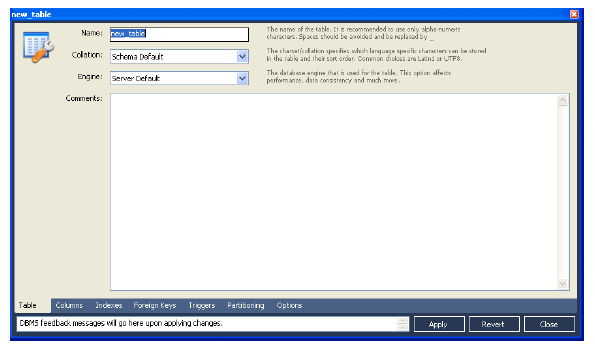 new_table
Name:
new_table
The name of the table. It is recommended to use only alpha-numeric
characters. Spaces should be avoided and be replaced by _
Collation:
Schema Default
The charset/collation specifies which language specific characters can be stored
in the table and their sort order. Common choices are Latin1 or UTF8.
Engine:
Server Default
The database engine that is used for the table. This option affects
performance, data consistency and much more.
Comments:
Table Columns Indexes Foreign Keys Triggers Partitioning Options
DBMS feedback messages will go here upon applying changes.
Apply Revert Close